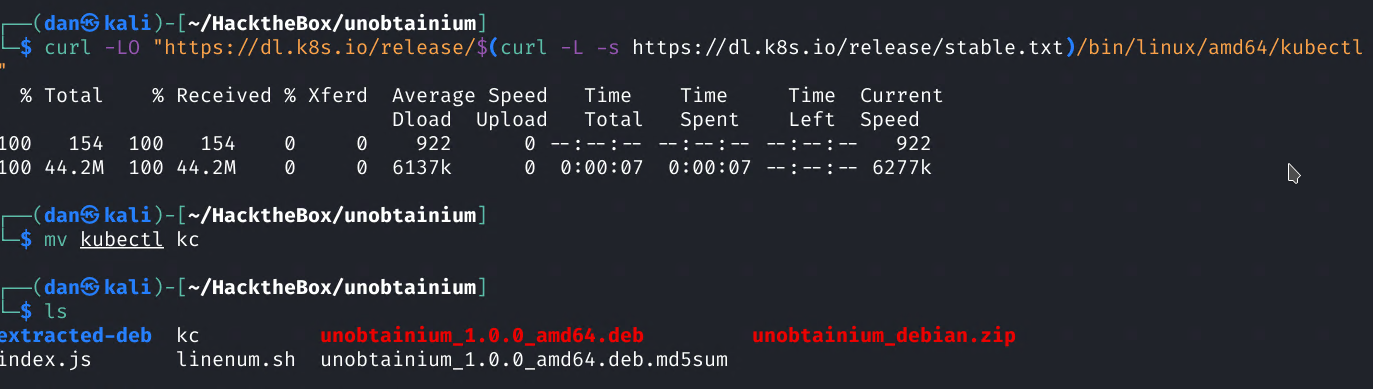 ┌──(dan㉿kali)-[~/HacktheBox/unobtainium]
└─$ curl -LO "https://dl.k8s.io/release/$(curl -L -s https://dl.k8s.io/release/stable.txt)/bin/linux/amd64/kubectl
"
% Total % Received % Xferd Average Speed Time Time Time Current
Dload Upload Total Spent Left Speed
100 154 100 154 0 0 922 0 --:--:-- --:--:-- --:--:-- 922
100 44.2M 100 44.2M 0 0 6137k 0 0:00:07 0:00:07 --:--:-- 6277k
┌──(dan㉿kali)-[~/HacktheBox/unobtainium]
└─$ mv kubectl kc
┌──(dan㉿kali)-[~/HacktheBox/unobtainium]
└─$ ls
extracted-deb kc unobtainium_1.0.0_amd64.deb unobtainium_debian.zip
index.js linenum.sh unobtainium_1.0.0_amd64.deb.md5sum